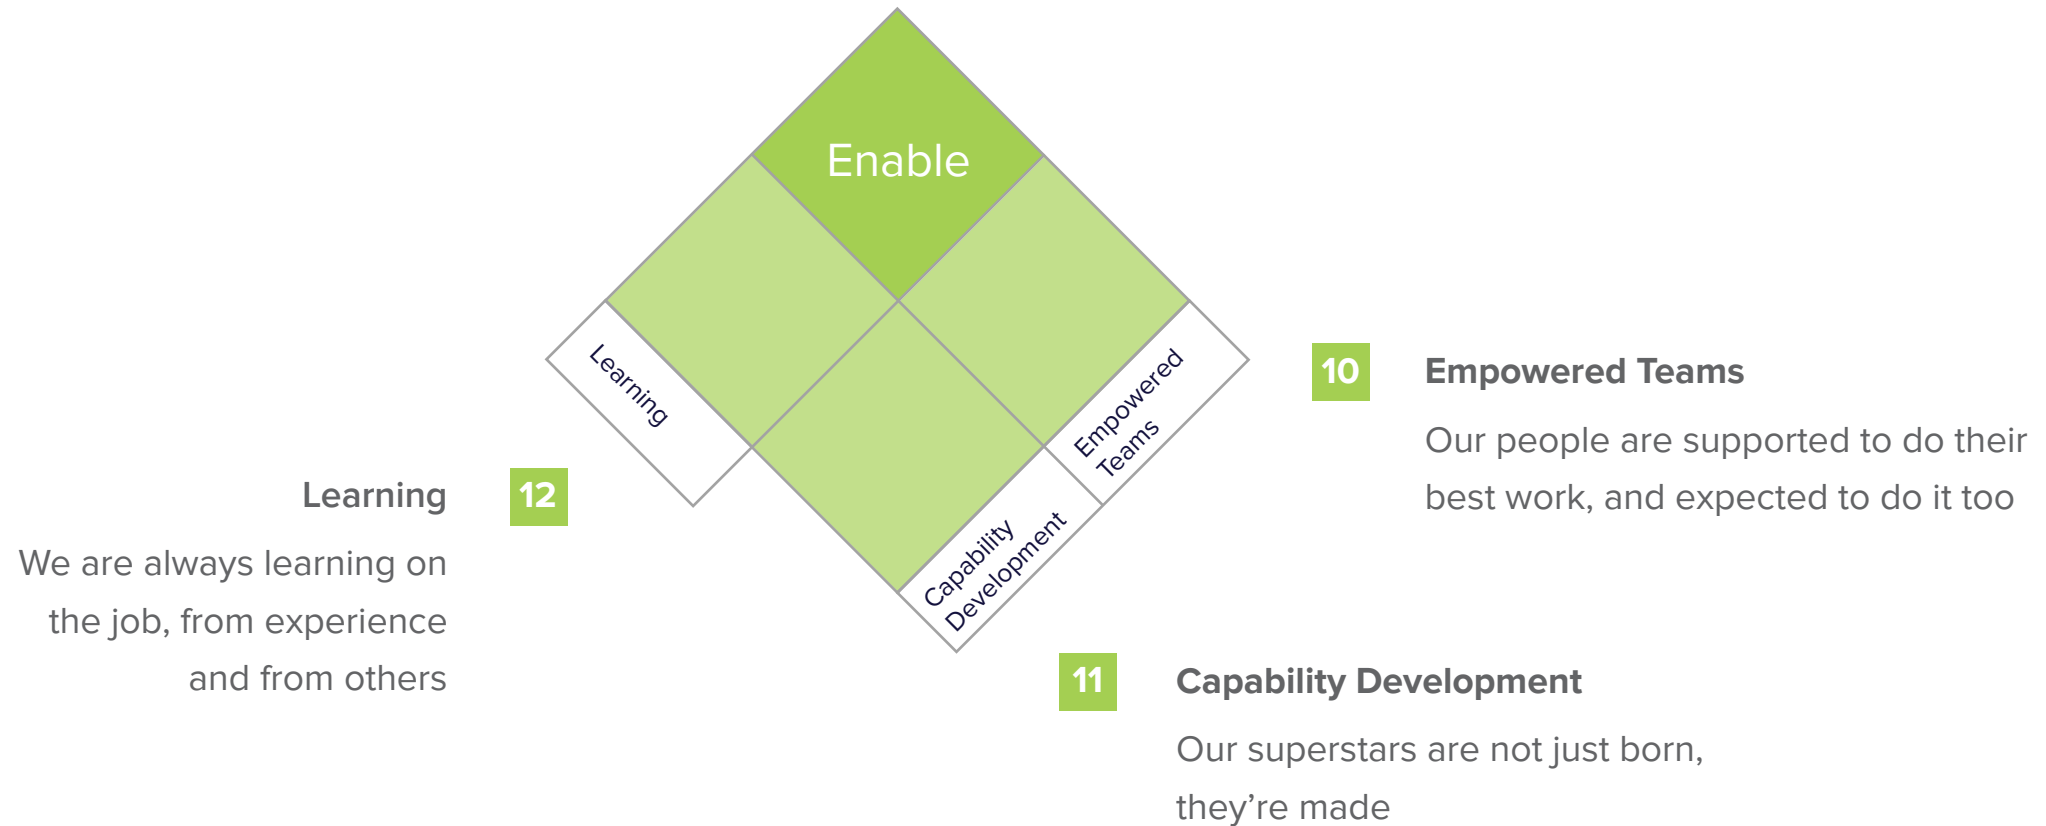 Enable
Learning
Empowered
Teams
Capability
Development
10
Empowered Teams
Our people are supported to do their
best work, and expected to do it too
11
Capability Development
Our superstars are not just born,
they’re made
12
Learning
We are always learning on
the job, from experience
and from others